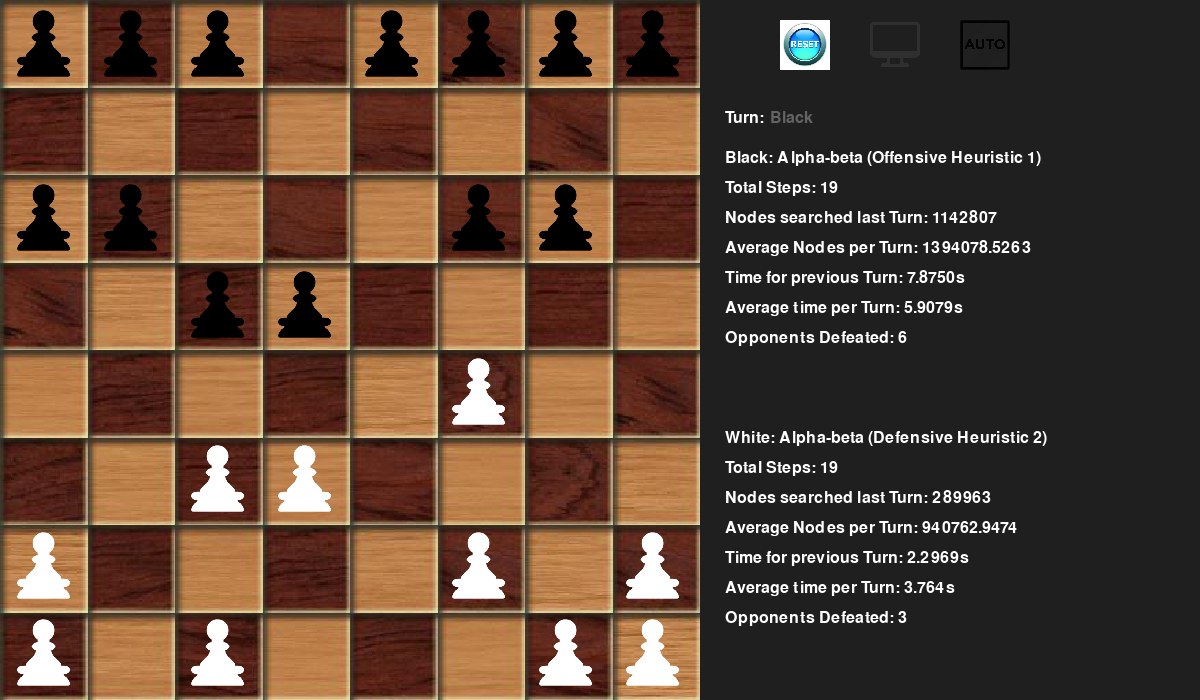 RESET
AUTO
Turn: Black
Black: Alpha-beta (Offensive Heuristic 1)
Total Steps: 19
Nodes searched last Turn: 1142807
Average Nodes per Turn: 1394078.5263
Time for previous Turn: 7.8750s
Average time per Turn: 5.9079s
Opponents Defeated: 6
White: Alpha-beta (Defensive Heuristic 2)
Total Steps: 19
Nodes searched last Turn: 289963
Average Nodes per Turn: 940762.9474
Time for previous Turn: 2.2969s
Average time per Turn: 3.764s
Opponents Defeated: 3